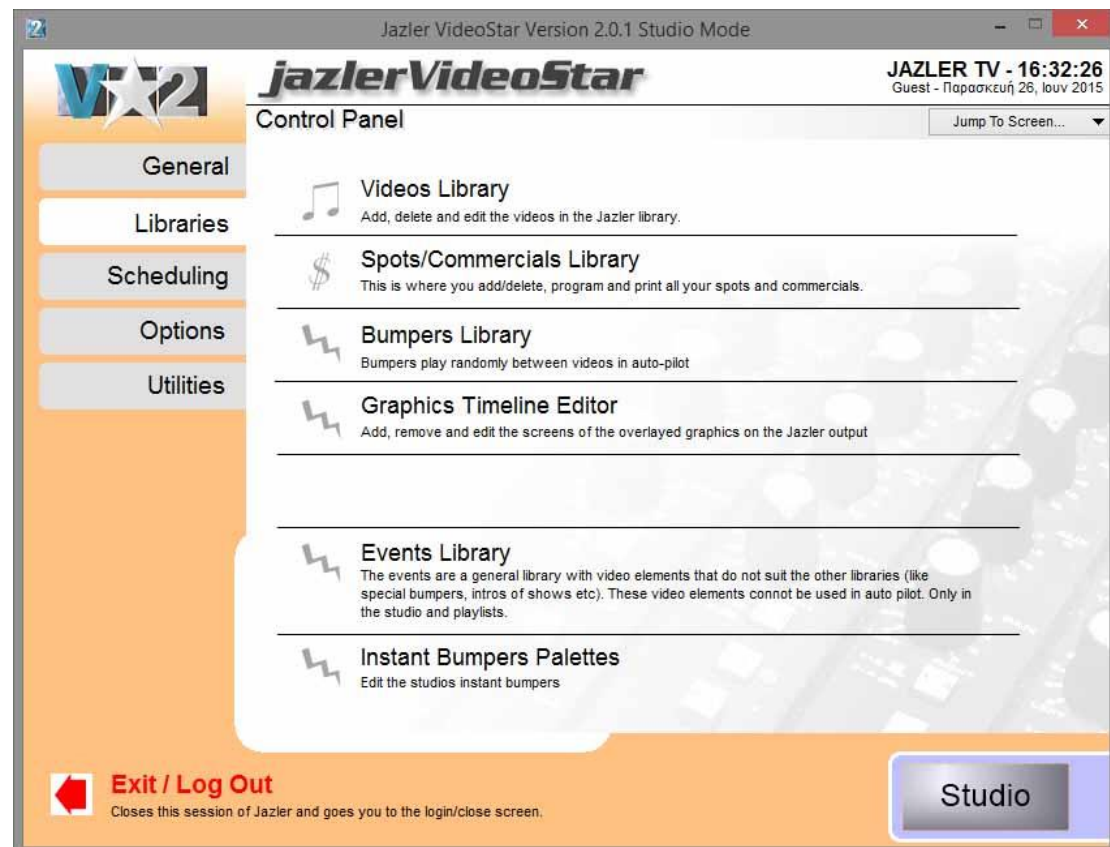 Jazler VideoStar Version 2.0.1 Studio Mode
V 2
jazlerVideoStar
JAZLER TV - 16:32:26
Guest - Παρασκευή 26, Ιουν 2015
Control Panel
Jump To Screen...
General
Libraries
Scheduling
Options
Utilities
Videos Library
Add, delete and edit the videos in the Jazler library.
$
Spots/Commercials Library
This is where you add/delete, program and print all your spots and commercials.
Bumpers Library
Bumpers play randomly between videos in auto-pilot
Graphics Timeline Editor
Add, remove and edit the screens of the overlayed graphics on the Jazler output
Events Library
The events are a general library with video elements that do not suit the other libraries (like
special bumpers, intros of shows etc). These video elements connot be used in auto pilot. Only in
the studio and playlists.
Instant Bumpers Palettes
Edit the studios instant bumpers
Exit / Log Out
Closes this session of Jazler and goes you to the login/close screen.
Studio